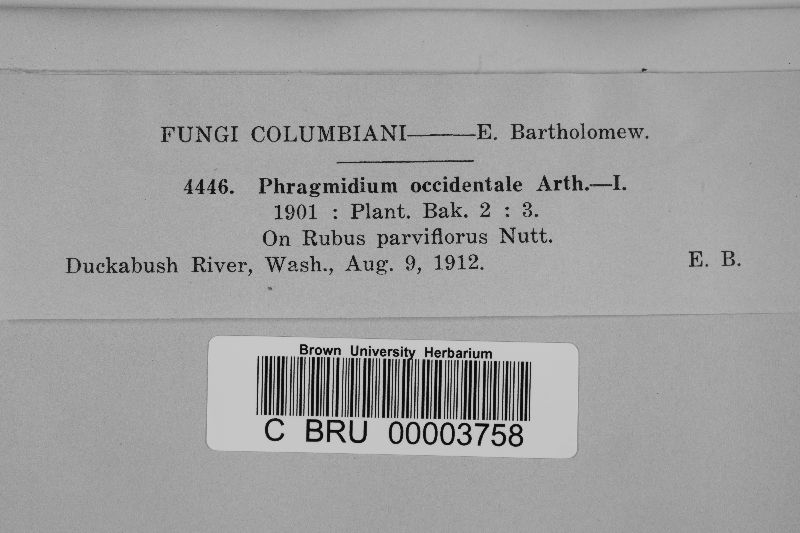 FUNGI COLUMBIANI——E. Bartholomew.
4446. Phragmidium occidentale Arth.—I.
1901 : Plant. Bak. 2 : 3.
On Rubus parviflorus Nutt.
Duckabush River, Wash., Aug. 9, 1912. E. B.
Brown University Herbarium
C BRU 00003758